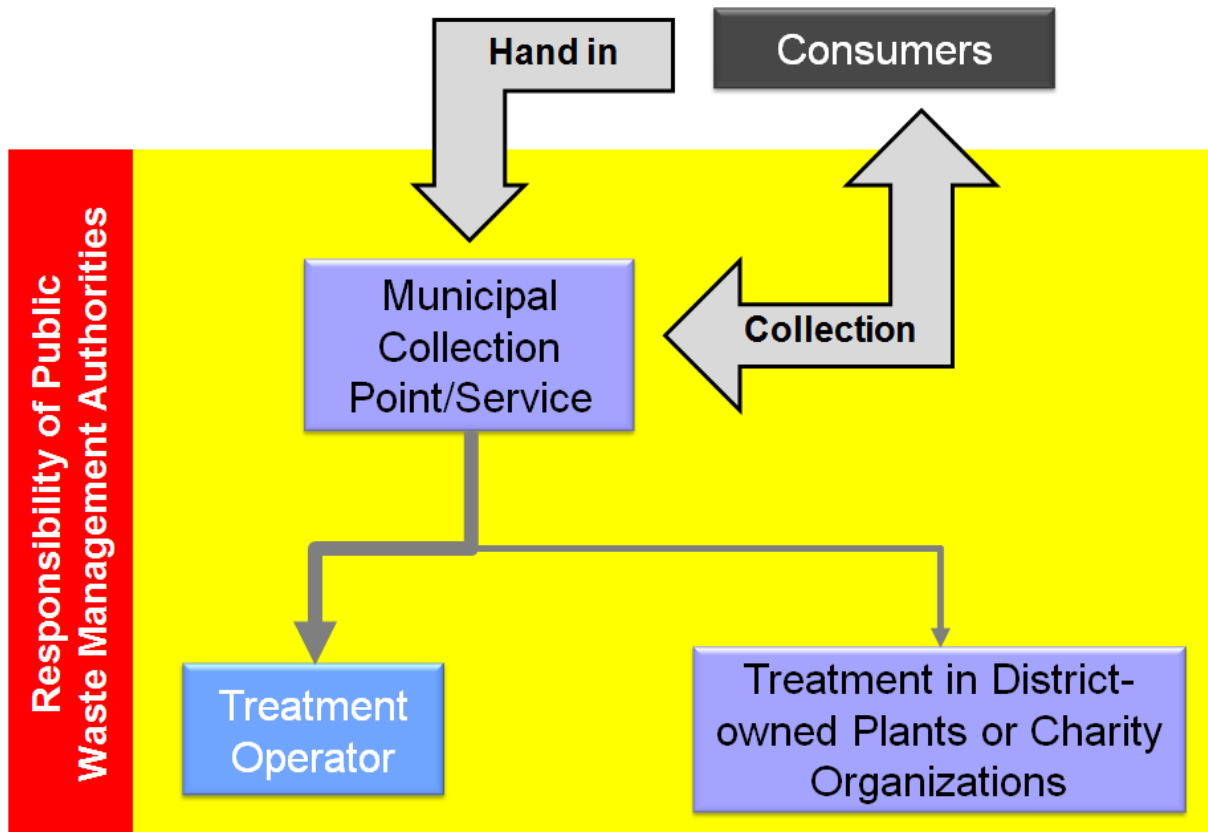 Hand in
Consumers
Responsibility of Public
Waste Management Authorities
Municipal
Collection
Point/Service
Collection
Treatment
Operator
Treatment in District-
owned Plants or Charity
Organizations